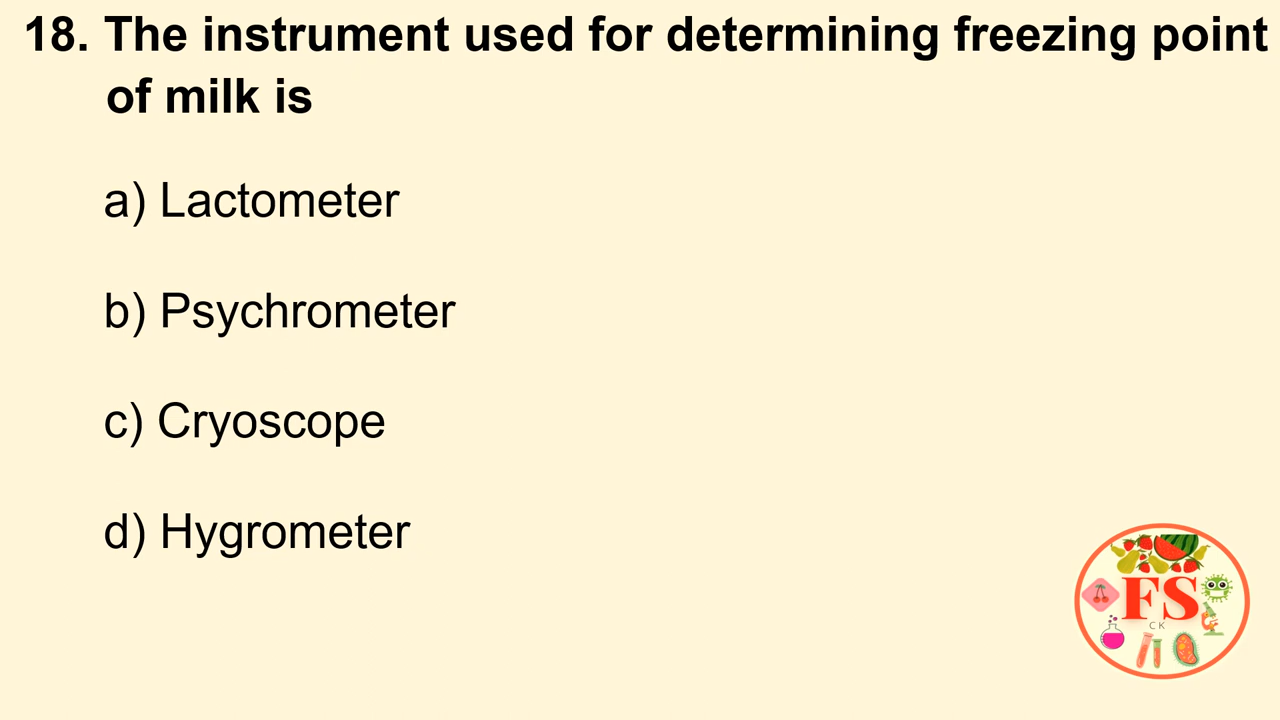 18. The instrument used for determining freezing point
of milk is
a) Lactometer
b) Psychrometer
c) Cryoscope
d) Hygrometer
FS
CK